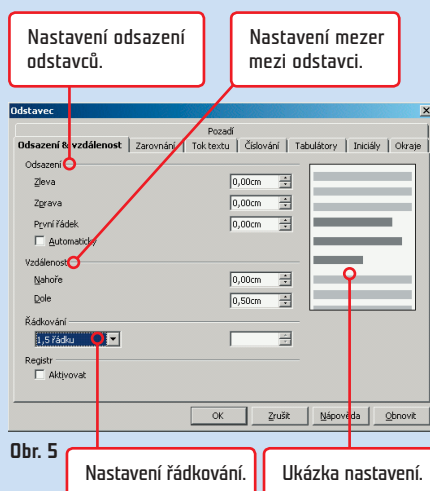 Nastavení odsazení
odstavců.
Nastavení mezer
mezi odstavci.
Odstavec
Pozadí
Odsazení & vzdálenost Zarovnání Tok textu Číslování Tabulátory Iniciály Okraje
Odsazení
Zleva 0,00cm
Zprava 0,00cm
První řádek 0,00cm
Automaticky
Vzdálenost
Nahoře 0,00cm
Dole 0,50cm
Řádkování
1,5 řádku
Registr
Aktivovat
OK Zrušit Nápověda Obnovit
Obr. 5
Nastavení řádkování.
Ukázka nastavení.